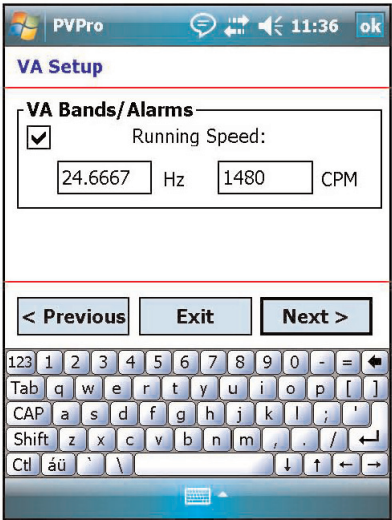 PVPro 11:36 ok
VA Setup
VA Bands/Alarms
Running Speed:
24.6667 Hz 1480 CPM
< Previous Exit Next >
123 1 2 3 4 5 6 7 8 9 0 - =
Tab q w e r t y u i o p [ ]
CAP a s d f g h j k l ; '
Shift z x c v b n m , . /
Ctl áü ` \